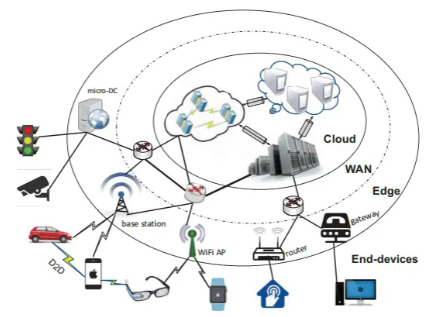 micro-DC
Cloud
WAN
Edge
base station
gateway
WiFi AP
router
D2D
End-devices